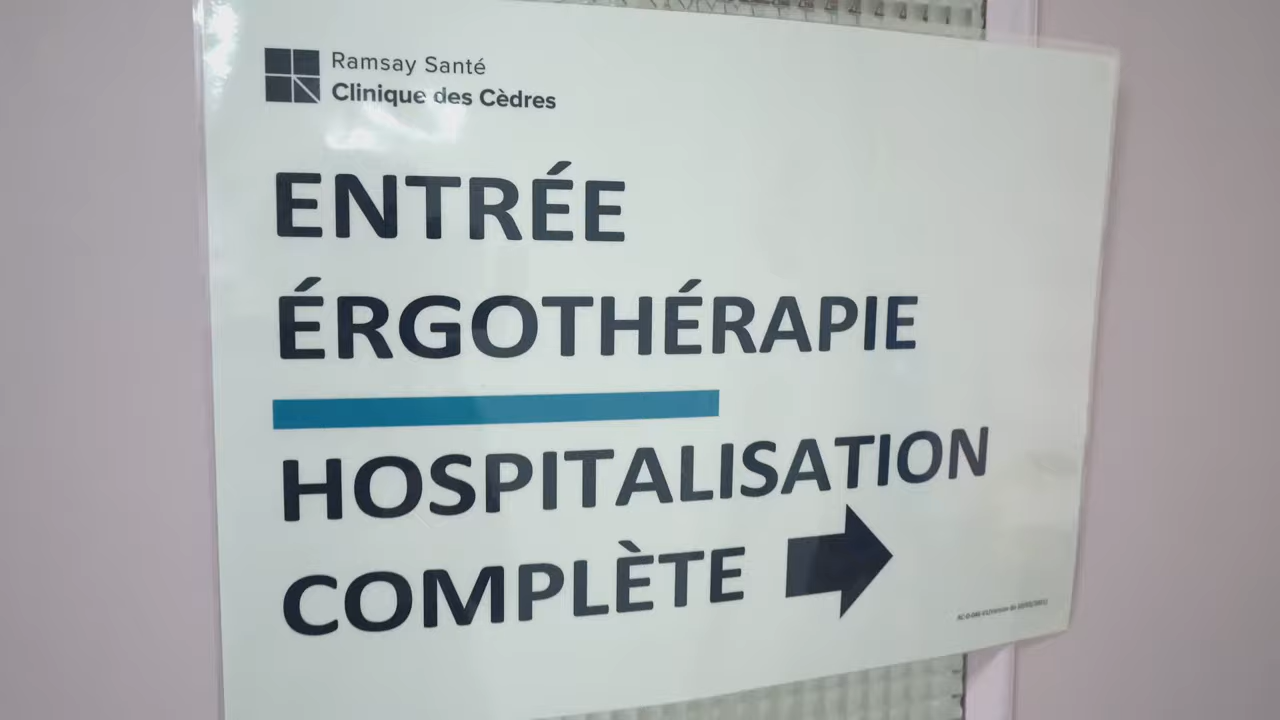 Ramsay Santé
Clinique des Cèdres
ENTRÉE
ÉRGOTHÉRAPIE
HOSPITALISATION
COMPLÈTE